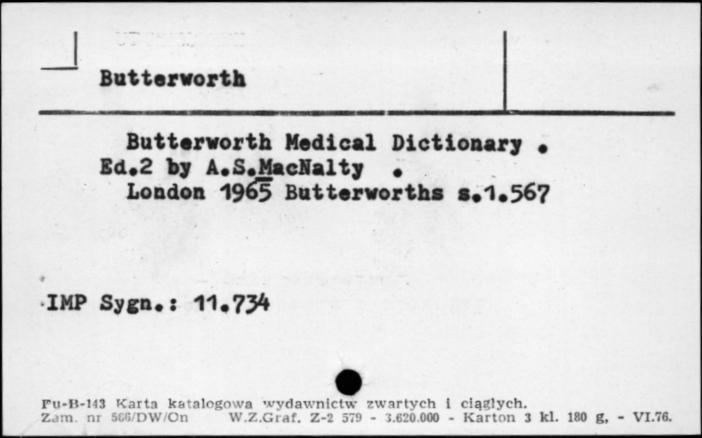 Butterworth
Butterworth Medical Dictionary .
Ed.2 by A.S.MacNalty .
London 1965 Butterworths s.1.567
IMP Sygn.: 11.734
Pu-B-143 Karta katalogowa wydawnictw zwartych i ciągłych.
Zam. nr 566/DW/On W.Z.Graf. Z-2 579 - 3.620.000 - Karton 3 kl. 180 g, - VI.76.